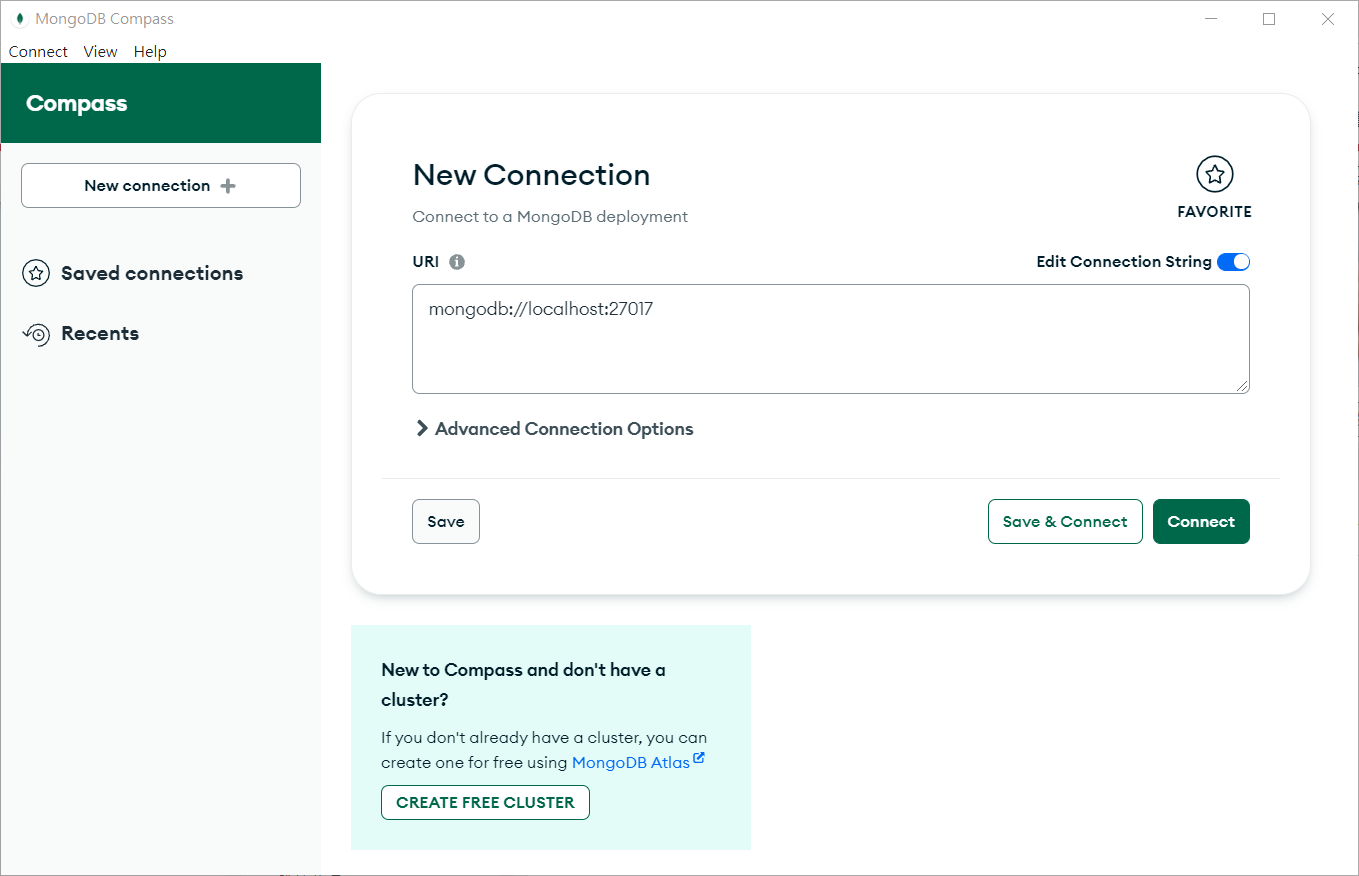 MongoDB Compass
Connect View Help
Compass
New connection
Saved connections
Recents
New Connection
Connect to a MongoDB deployment
FAVORITE
URI
Edit Connection String
mongodb://localhost:27017
Advanced Connection Options
Save
Save & Connect
Connect
New to Compass and don't have a
cluster?
If you don't already have a cluster, you can
create one for free using MongoDB Atlas
CREATE FREE CLUSTER